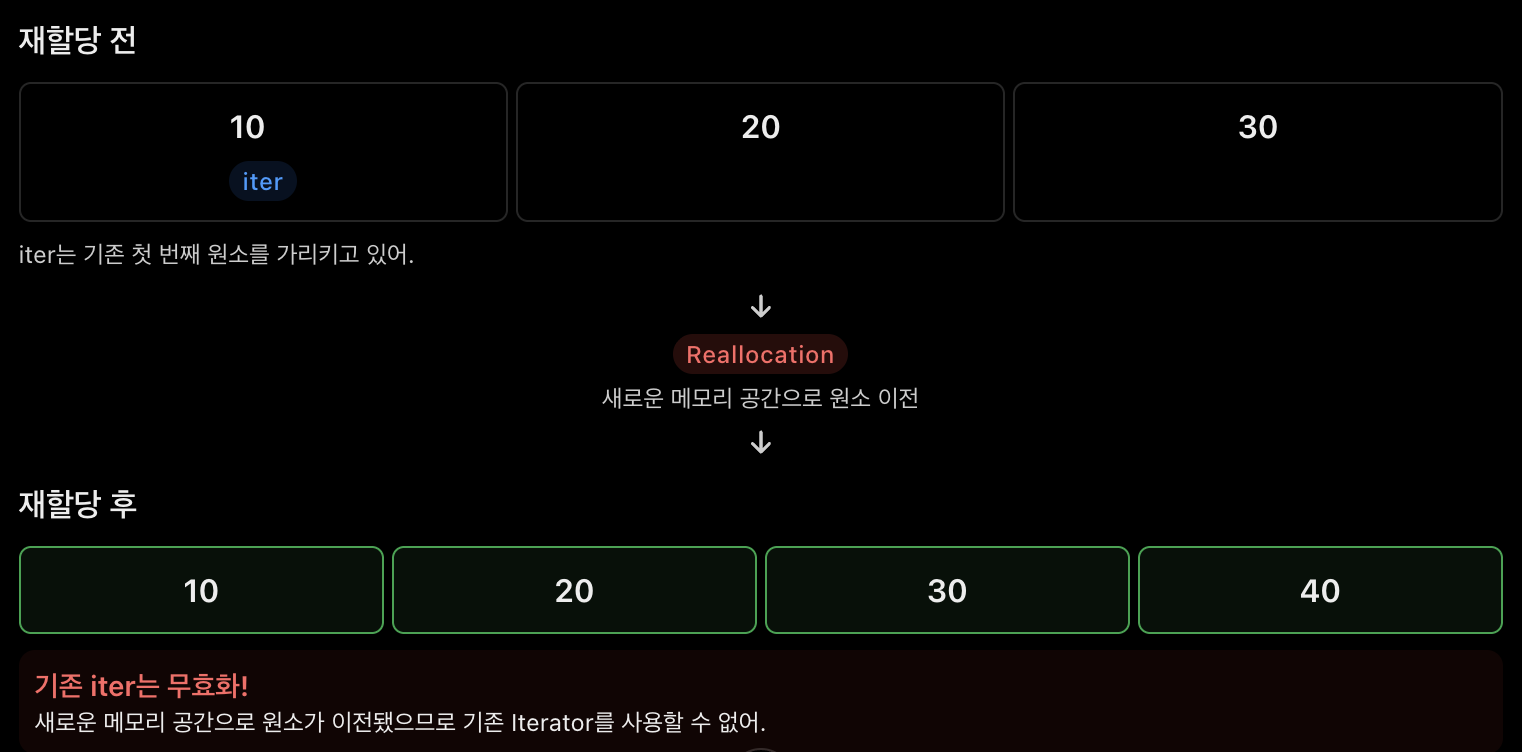 재할당 전
10
20
30
iter
iter는 기존 첫 번째 원소를 가리키고 있어.
↓
Reallocation
새로운 메모리 공간으로 원소 이전
↓
재할당 후
10
20
30
40
기존 iter는 무효화!
새로운 메모리 공간으로 원소가 이전됐으므로 기존 Iterator를 사용할 수 없어.